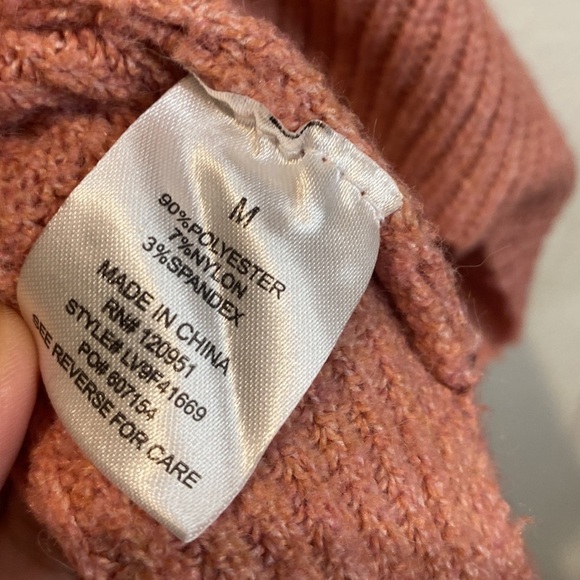 M
90%POLYESTER
7%NYLON
3%SPANDEX
MADE IN CHINA
RN# 120951
STYLE# LV9F41669
PO# 607154
SEE REVERSE FOR CARE